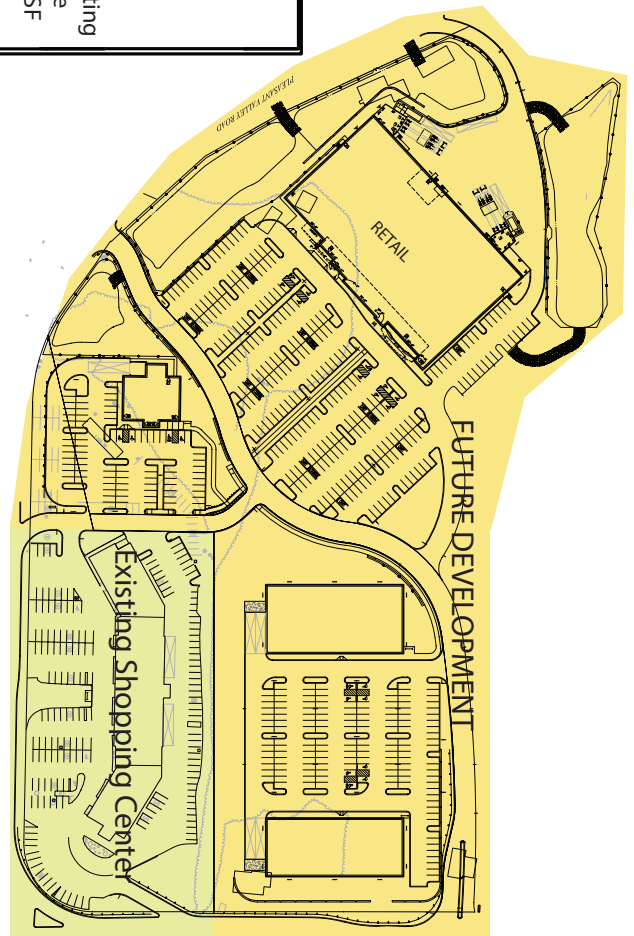 ting
e
SF
PLEASANT VALLEY ROAD
RETAIL
FUTURE DEVELOPMENT
Existing Shopping Center